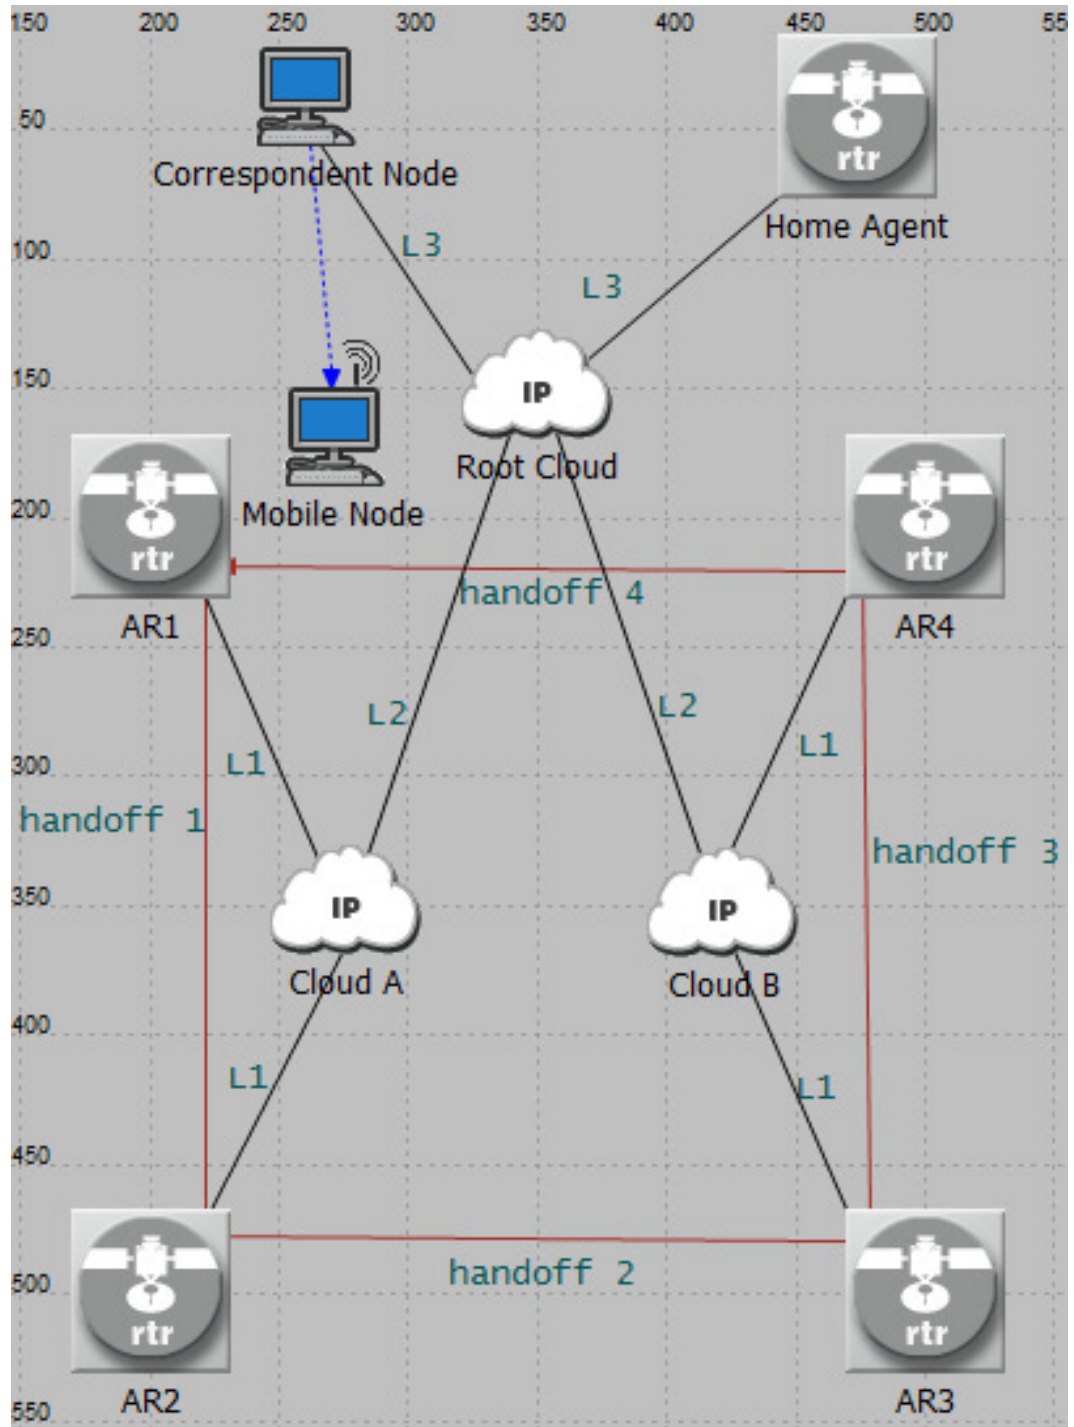 150 200 250 300 350 400 450 500 55
50
rtr
Correspondent Node
Home Agent
100
L3
L3
150
IP
Root Cloud
Mobile Node
200
rtr
rtr
handoff 4
AR1
AR4
250
L2
L2
L1
L1
300
handoff 1
handoff 3
350
IP
IP
Cloud A
Cloud B
400
L1
L1
450
handoff 2
500
rtr
rtr
AR2
AR3
550